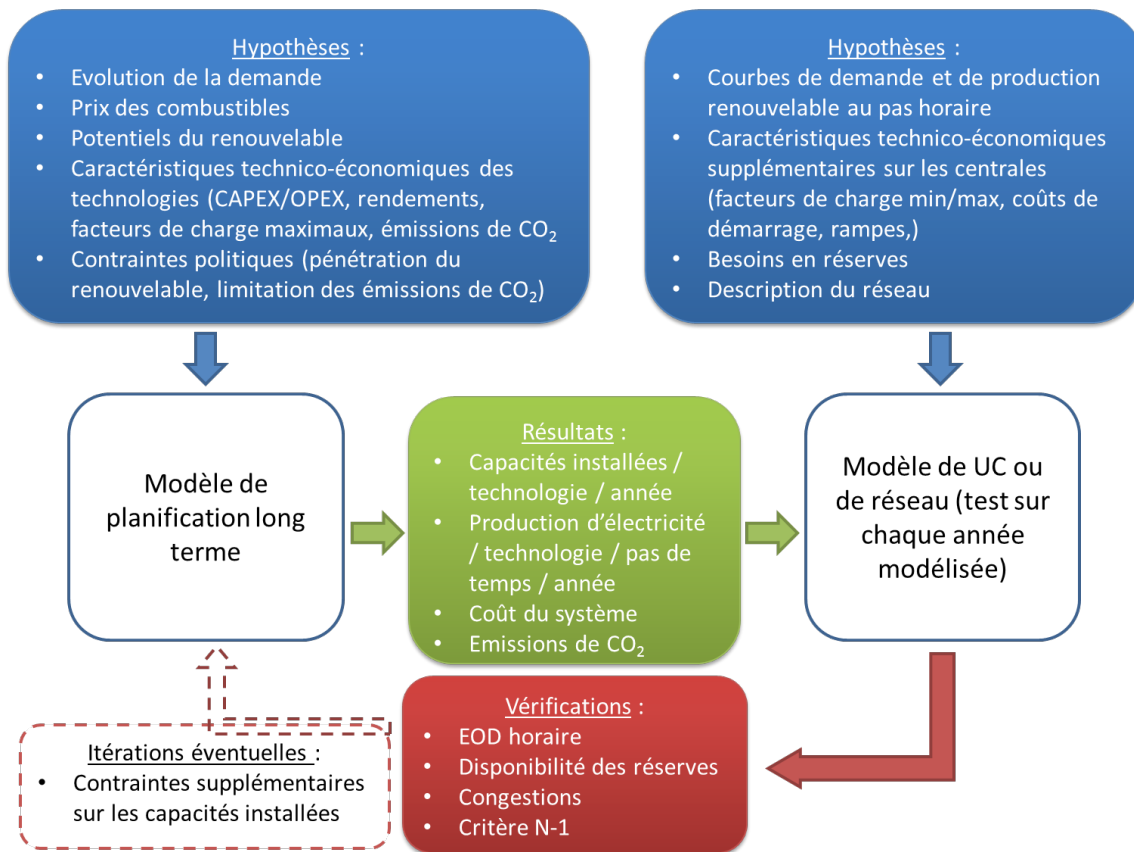 Hypothèses :
• Evolution de la demande
• Prix des combustibles
• Potentiels du renouvelable
• Caractéristiques technico-économiques des
technologies (CAPEX/OPEX, rendements,
facteurs de charge maximaux, émissions de CO₂
• Contraintes politiques (pénétration du
renouvelable, limitation des émissions de CO₂)
Hypothèses :
• Courbes de demande et de production
renouvelable au pas horaire
• Caractéristiques technico-économiques
supplémentaires sur les centrales
(facteurs de charge min/max, coûts de
démarrage, rampes,)
• Besoins en réserves
• Description du réseau
Modèle de
planification long
terme
Résultats :
• Capacités installées /
technologie / année
• Production d’électricité
/ technologie / pas de
temps / année
• Coût du système
• Emissions de CO₂
Modèle de UC ou
de réseau (test sur
chaque année
modélisée)
Vérifications :
• EOD horaire
• Disponibilité des réserves
• Congestions
• Critère N-1
Itérations éventuelles :
• Contraintes supplémentaires
sur les capacités installées